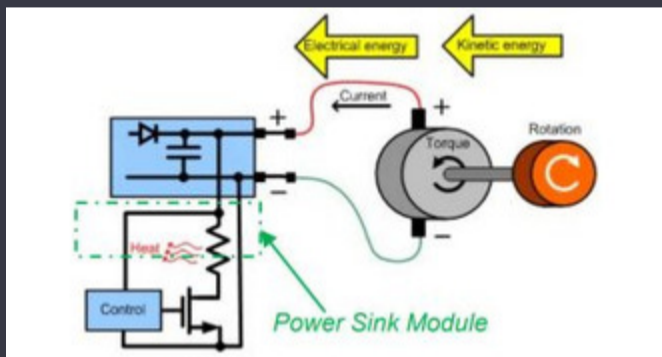 Electrical energy
Kinetic energy
Current
+
+
Rotation
Torque
−
−
Heat
Control
Power Sink Module